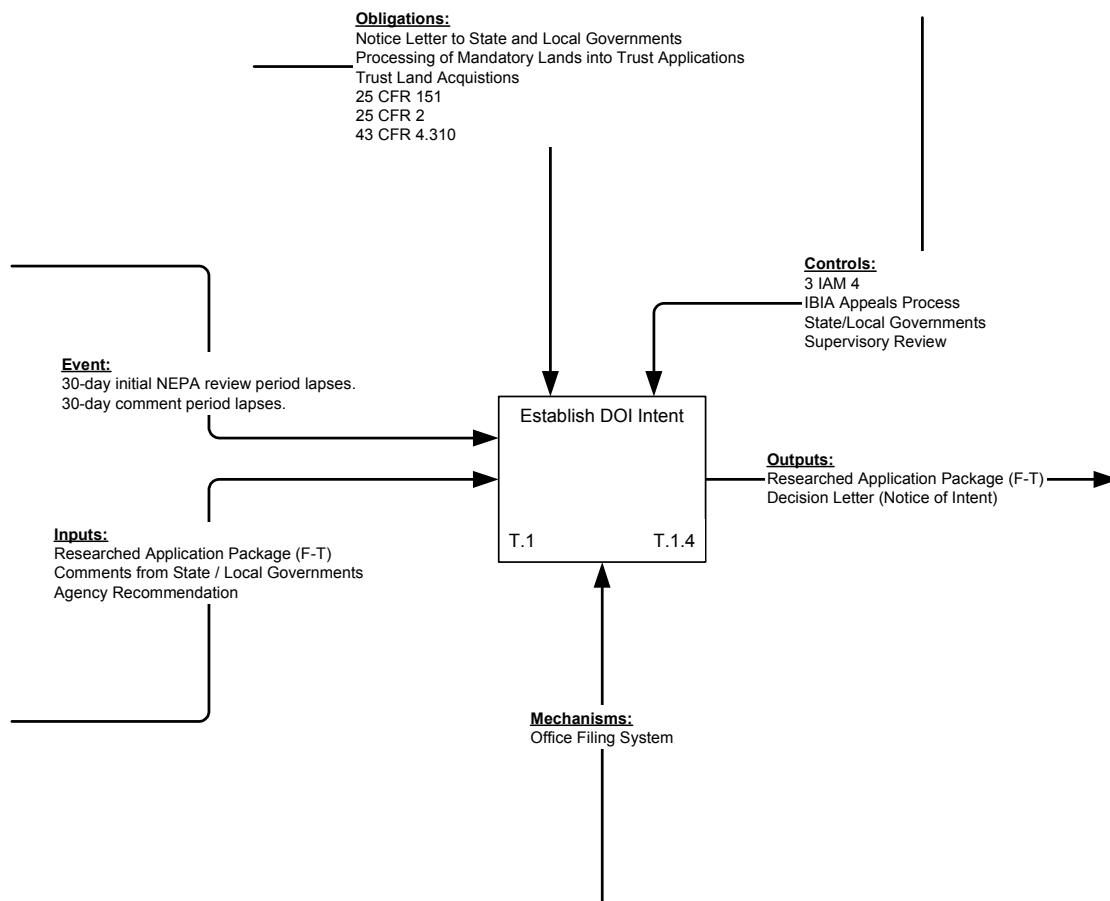 Obligations:
Notice Letter to State and Local Governments
Processing of Mandatory Lands into Trust Applications
Trust Land Acquistions
25 CFR 151
25 CFR 2
43 CFR 4.310
Controls:
3 IAM 4
IBIA Appeals Process
State/Local Governments
Supervisory Review
Event:
30-day initial NEPA review period lapses.
30-day comment period lapses.
Establish DOI Intent
T.1
T.1.4
Outputs:
Researched Application Package (F-T)
Decision Letter (Notice of Intent)
Inputs:
Researched Application Package (F-T)
Comments from State / Local Governments
Agency Recommendation
Mechanisms:
Office Filing System